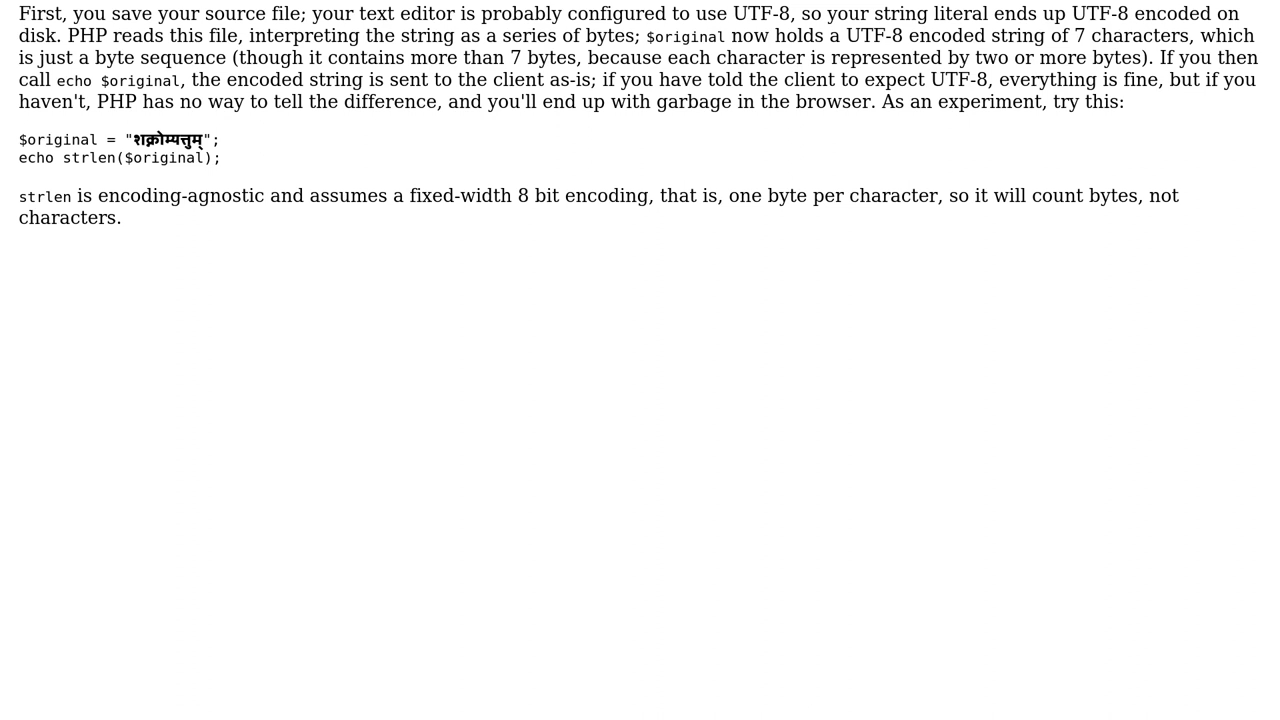 First, you save your source file; your text editor is probably configured to use UTF-8, so your string literal ends up UTF-8 encoded on
disk. PHP reads this file, interpreting the string as a series of bytes; $original now holds a UTF-8 encoded string of 7 characters, which
is just a byte sequence (though it contains more than 7 bytes, because each character is represented by two or more bytes). If you then
call echo $original, the encoded string is sent to the client as-is; if you have told the client to expect UTF-8, everything is fine, but if you
haven't, PHP has no way to tell the difference, and you'll end up with garbage in the browser. As an experiment, try this:
$original = "शक्नोम्यत्तुम्";
echo strlen($original);
strlen is encoding-agnostic and assumes a fixed-width 8 bit encoding, that is, one byte per character, so it will count bytes, not
characters.